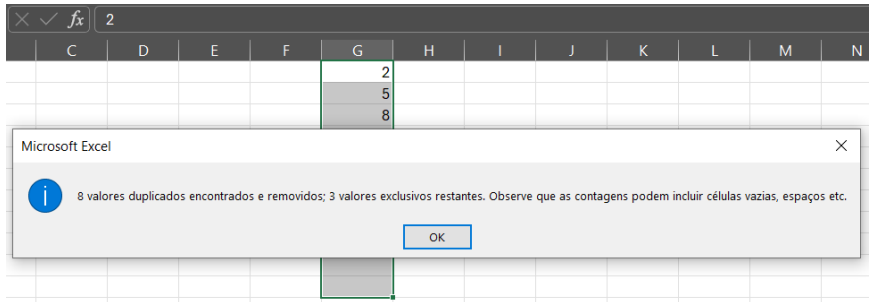 fx 2
C D E F G H I J K L M N
2
5
8
Microsoft Excel
8 valores duplicados encontrados e removidos; 3 valores exclusivos restantes. Observe que as contagens podem incluir células vazias, espaços etc.
OK